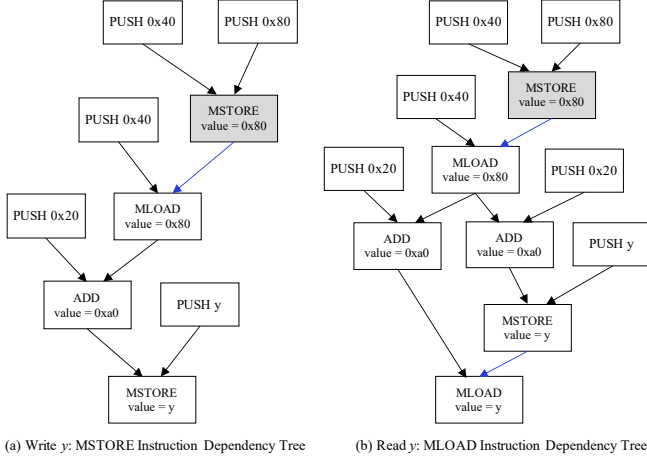 PUSH 0x40
PUSH 0x80
MSTORE
value = 0x80
PUSH 0x40
MLOAD
value = 0x80
PUSH 0x20
ADD
value = 0xa0
PUSH y
MSTORE
value = y
(a) Write y: MSTORE Instruction Dependency Tree
PUSH 0x40
PUSH 0x80
MSTORE
value = 0x80
PUSH 0x40
MLOAD
value = 0x80
PUSH 0x20
PUSH 0x20
ADD
value = 0xa0
ADD
value = 0xa0
PUSH y
MSTORE
value = y
MLOAD
value = y
(b) Read y: MLOAD Instruction Dependency Tree